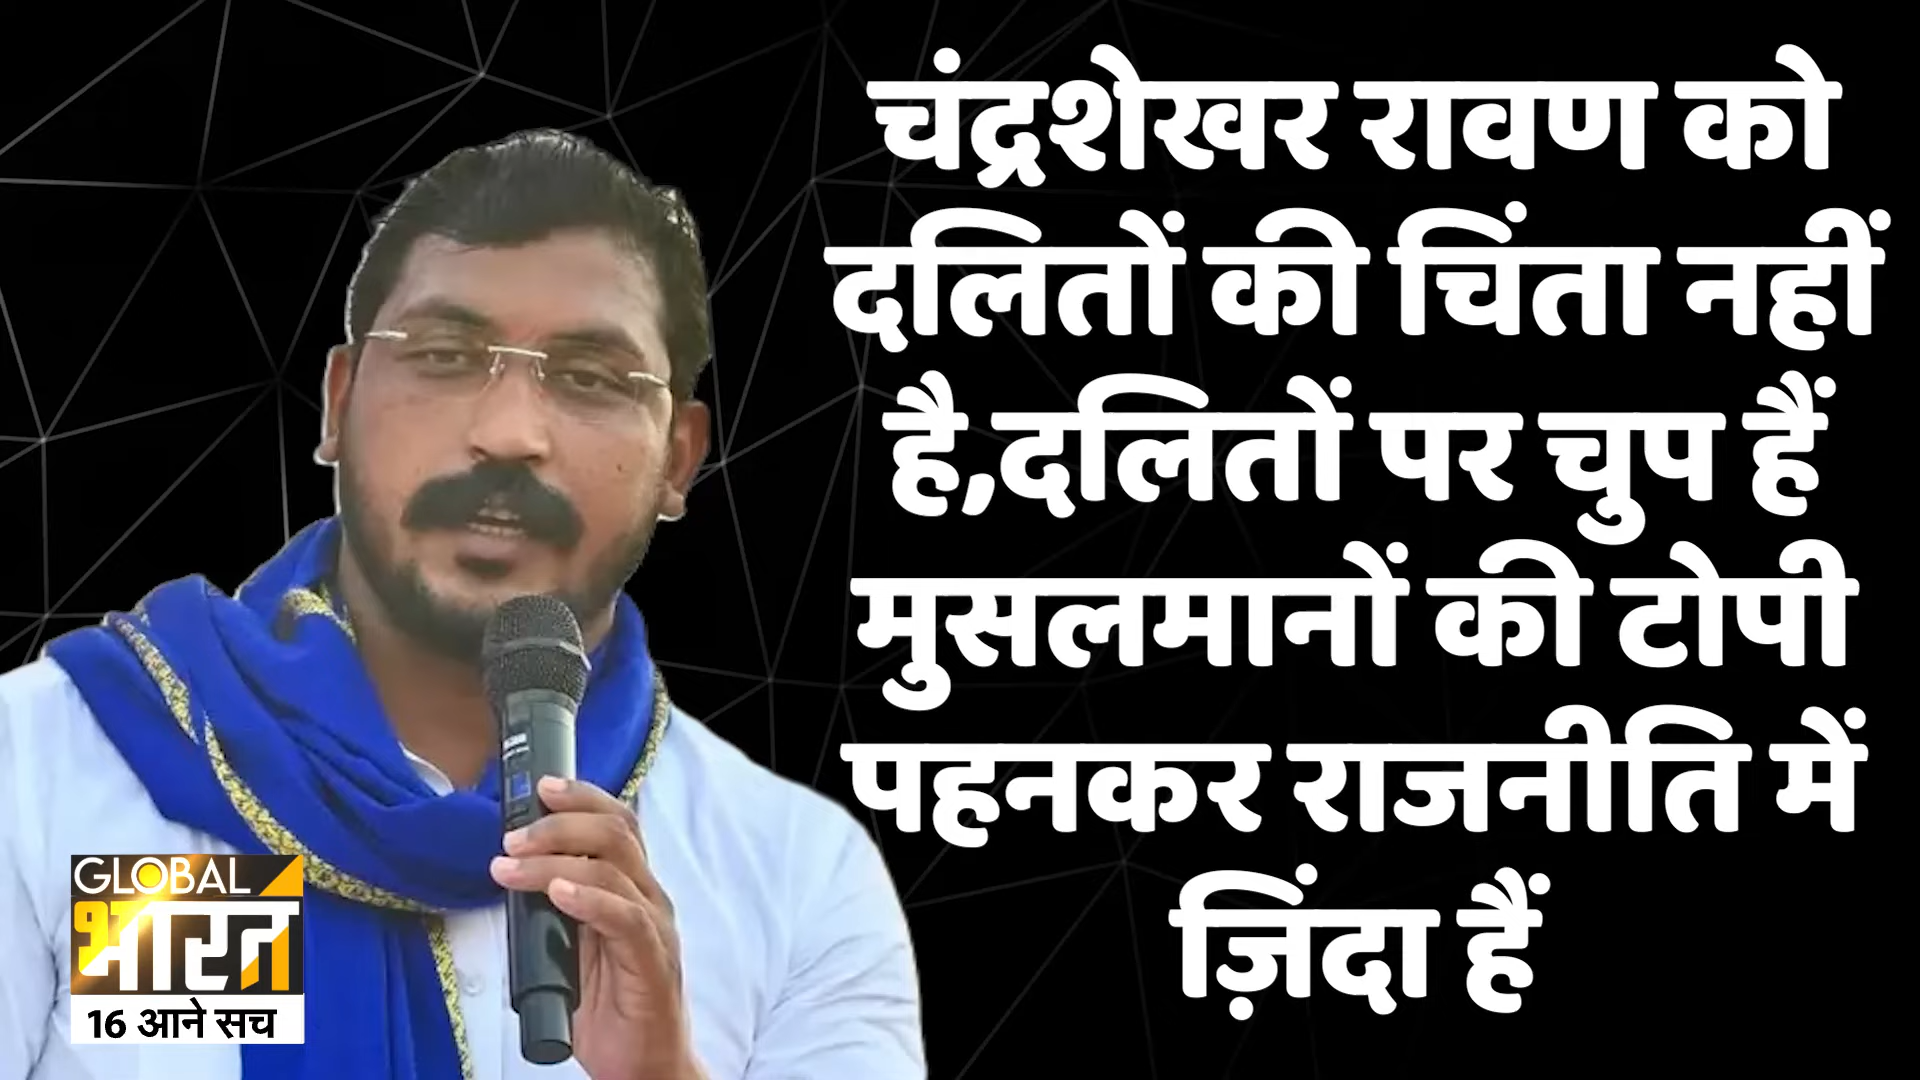 चंद्रशेखर रावण को
दलितों की चिंता नहीं
है,दलितों पर चुप हैं
मुसलमानों की टोपी
पहनकर राजनीति में
ज़िंदा हैं
GLOBAL
भारत
16 आने सच